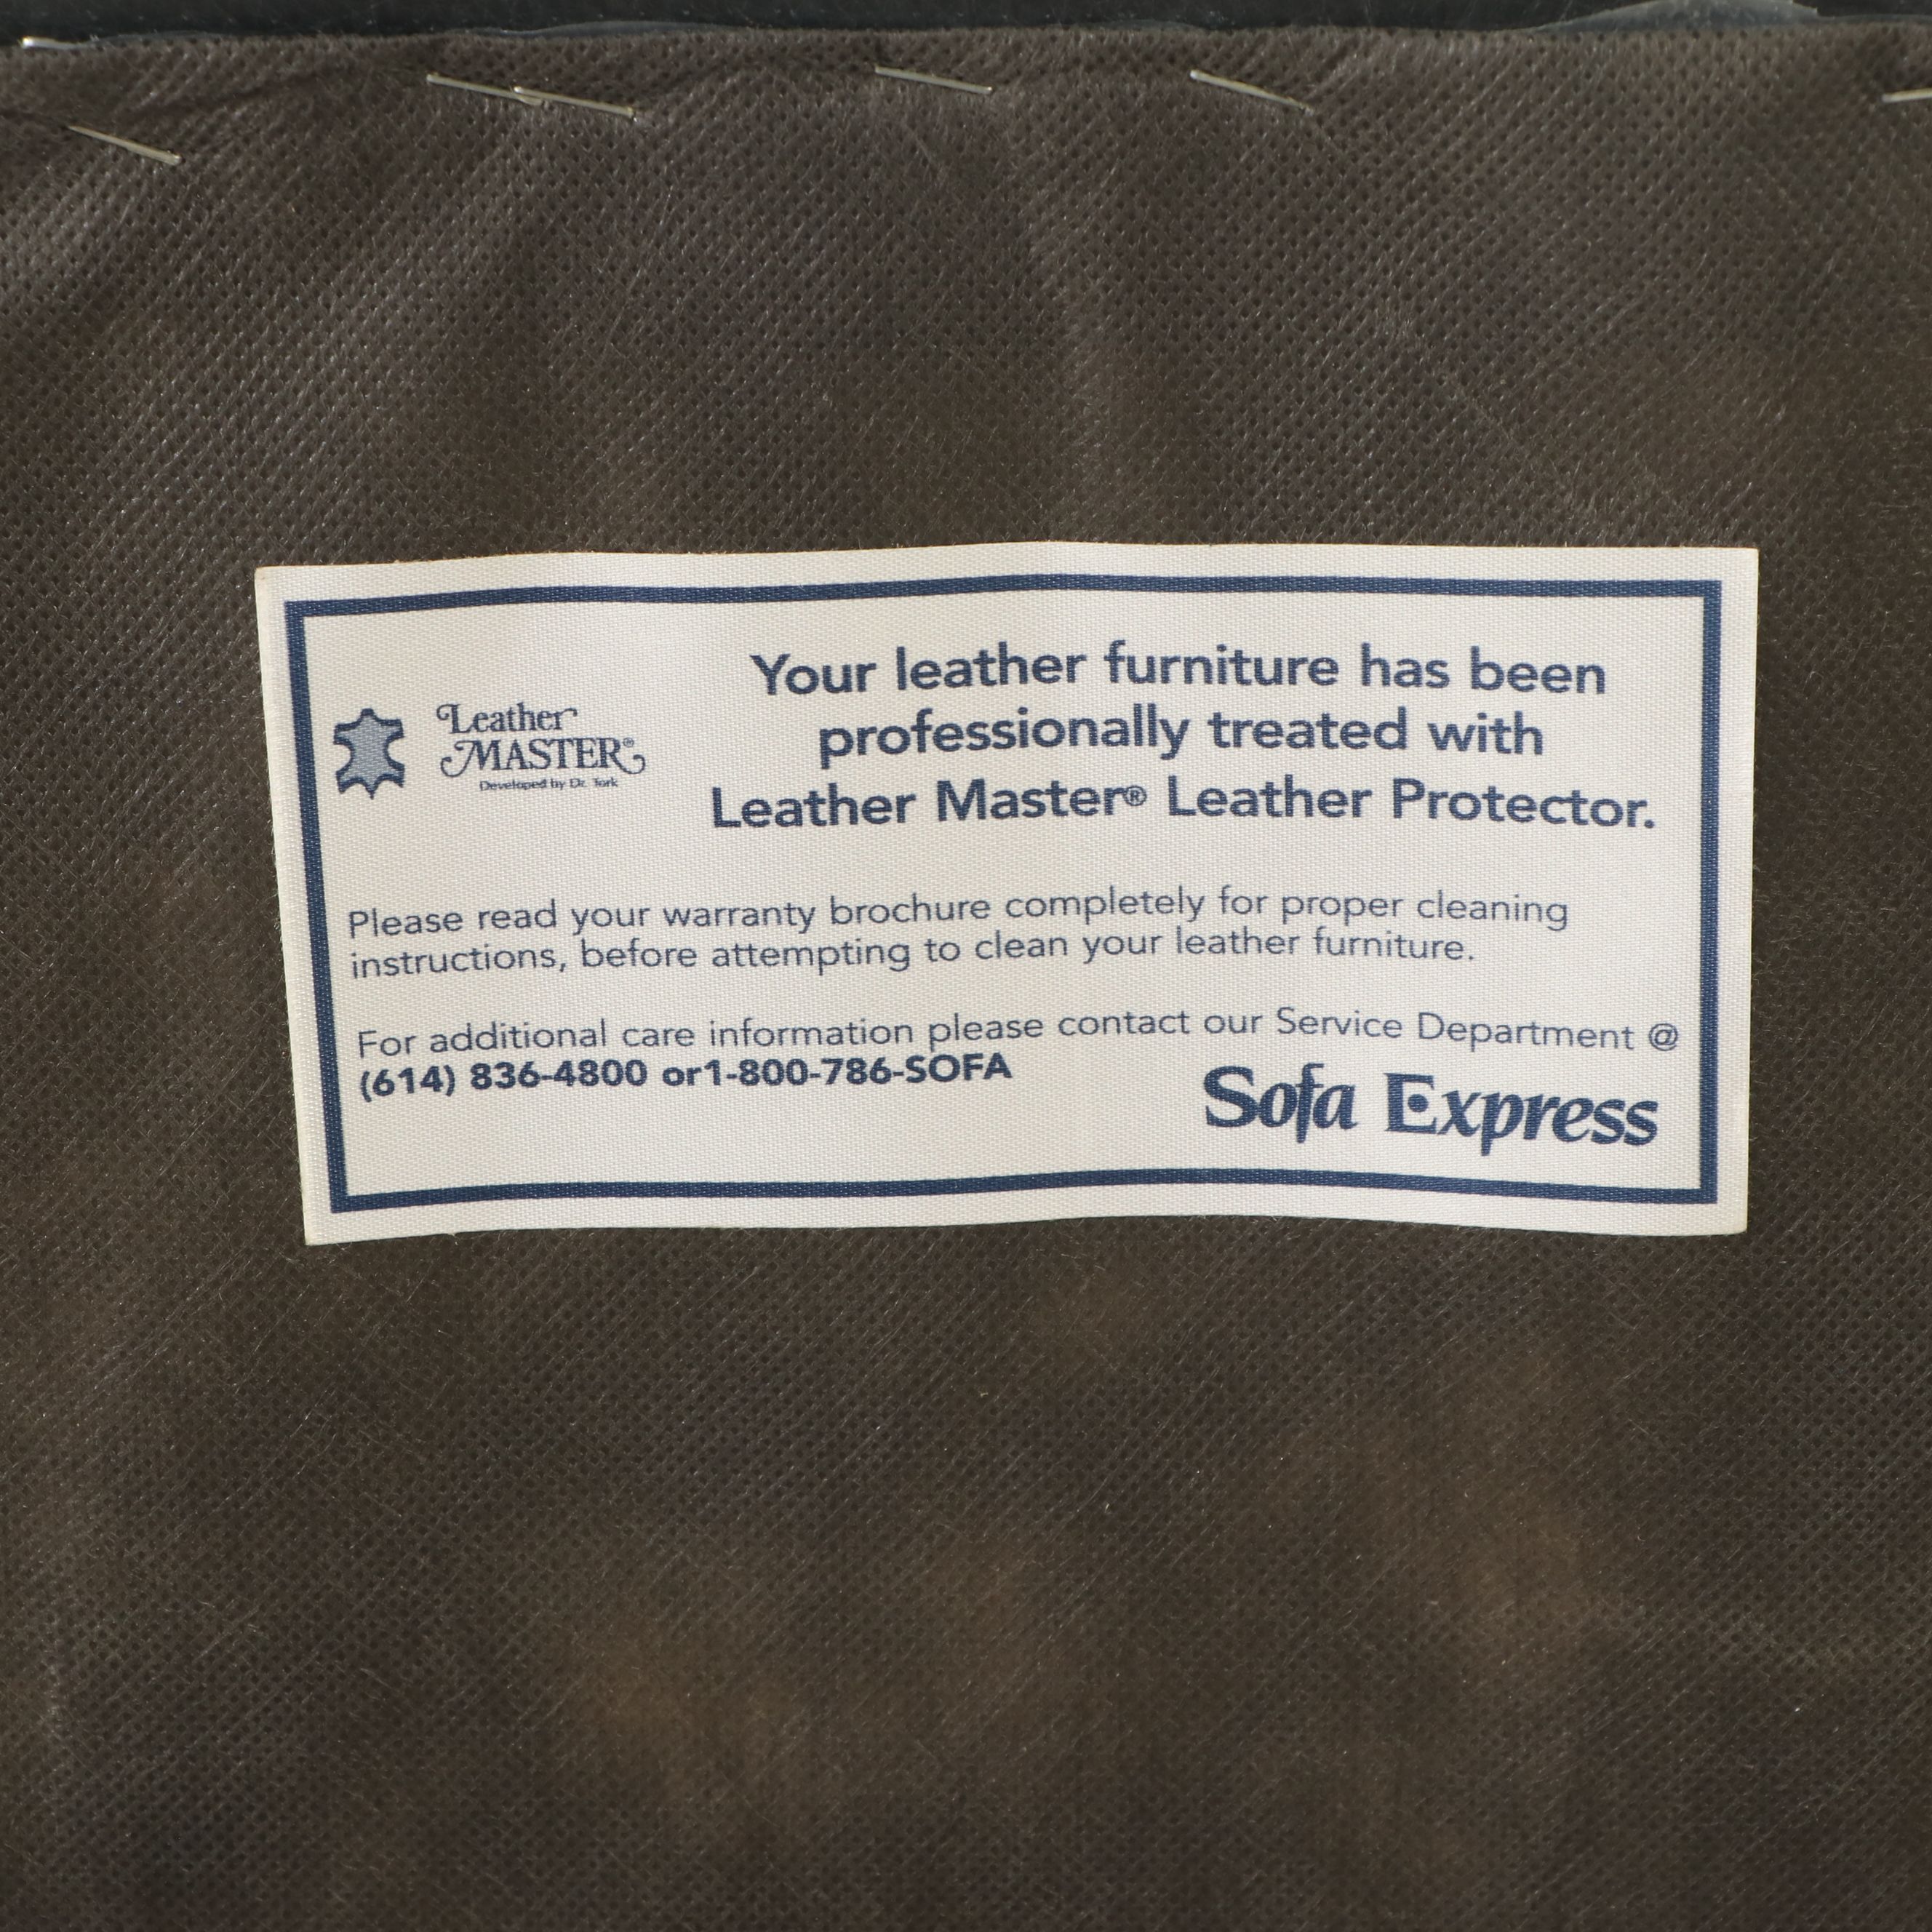 Leather
MASTER®
Developed by Dr. Tork
Your leather furniture has been
professionally treated with
Leather Master® Leather Protector.
Please read your warranty brochure completely for proper cleaning
instructions, before attempting to clean your leather furniture.
For additional care information please contact our Service Department @
(614) 836-4800 or1-800-786-SOFA
Sofa Express